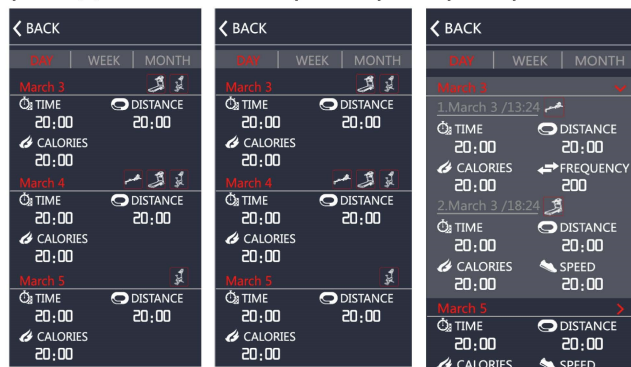 BACK
DAY WEEK MONTH
March 3
TIME DISTANCE
20:00 20:00
CALORIES
20:00
March 4
TIME DISTANCE
20:00 20:00
CALORIES
20:00
March 5
TIME DISTANCE
20:00 20:00
CALORIES
20:00
BACK
DAY WEEK MONTH
March 3
TIME DISTANCE
20:00 20:00
CALORIES
20:00
March 4
TIME DISTANCE
20:00 20:00
CALORIES
20:00
March 5
TIME DISTANCE
20:00 20:00
CALORIES
20:00
BACK
DAY WEEK MONTH
March 3
1.March 3 /13:24
TIME DISTANCE
20:00 20:00
CALORIES FREQUENCY
20:00 200
2.March 3 /18:24
TIME DISTANCE
20:00 20:00
CALORIES SPEED
20:00 20:00
March 5
TIME DISTANCE
20:00 20:00
CALORIES SPEED